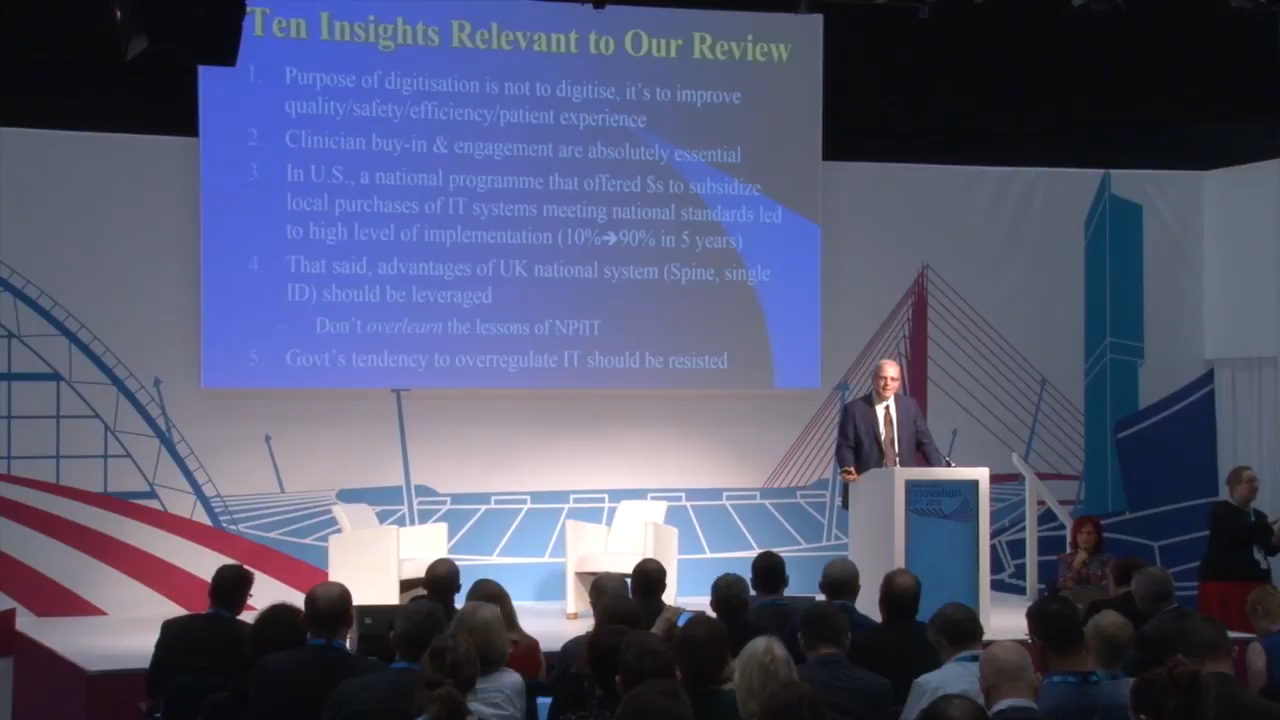 Ten Insights Relevant to Our Review
1. Purpose of digitisation is not to digitise, it's to improve
quality/safety/efficiency/patient experience
2. Clinician buy-in & engagement are absolutely essential
3. In U.S., a national programme that offered $s to subsidize
local purchases of IT systems meeting national standards led
to high level of implementation (10%➔90% in 5 years)
4. That said, advantages of UK national system (Spine, single
ID) should be leveraged
– Don't overlearn the lessons of NPfIT
5. Govt's tendency to overregulate IT should be resisted
innovation